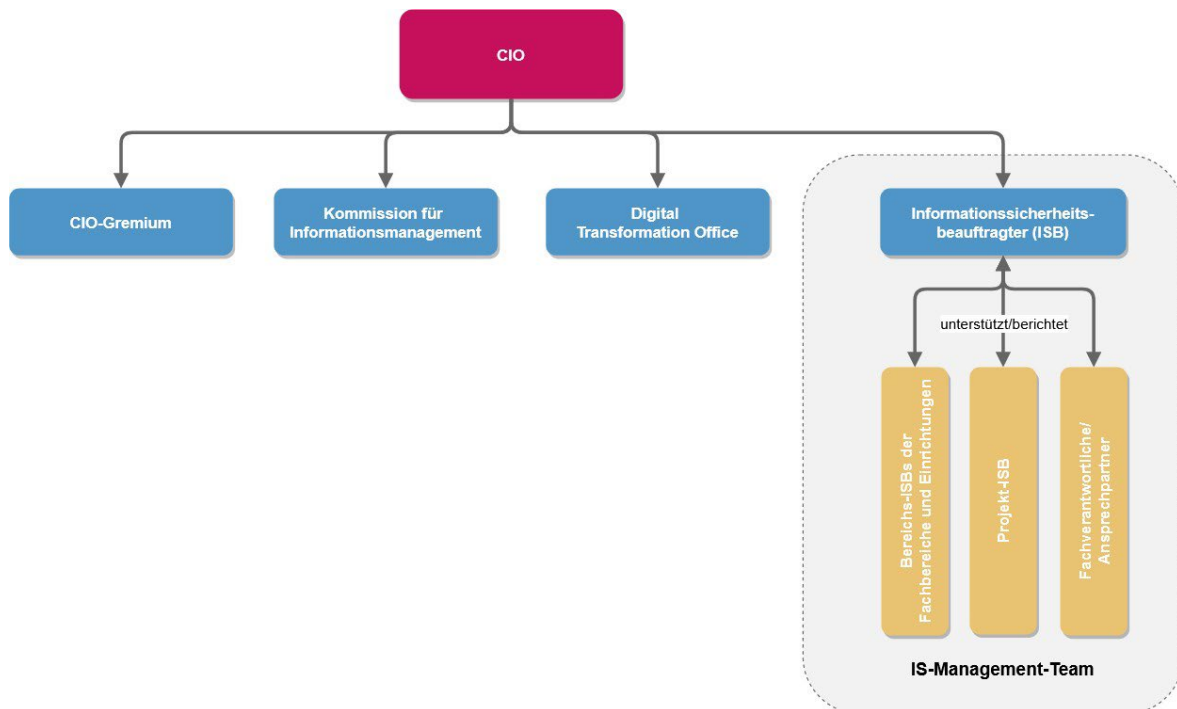 CIO
CIO-Gremium
Kommission für
Informationsmanagement
Digital
Transformation Office
Informationssicherheits-
beauftragter (ISB)
unterstützt/berichtet
Bereichs-ISBs der
Fachbereiche und Einrichtungen
Projekt-ISB
Fachverantwortliche/
Ansprechpartner
IS-Management-Team